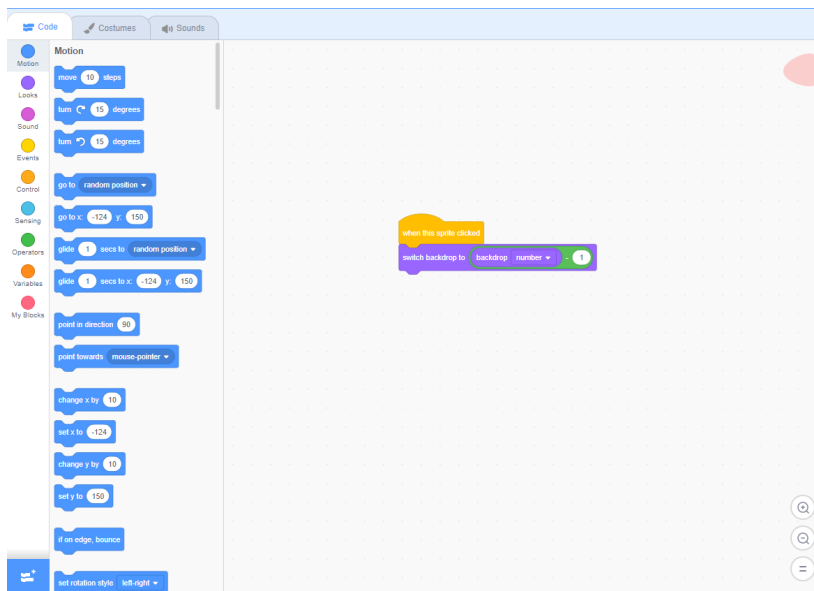 Code Costumes Sounds
Motion
Looks
Sound
Events
Control
Sensing
Operators
Variables
My Blocks
Motion
move 10 steps
turn 15 degrees
turn 15 degrees
go to random position
go to x: -124 y: 150
glide 1 secs to random position
glide 1 secs to x: -124 y: 150
point in direction 90
point towards mouse-pointer
change x by 10
set x to -124
change y by 10
set y to 150
if on edge, bounce
set rotation style left-right
when this sprite clicked
switch backdrop to backdrop number - 1